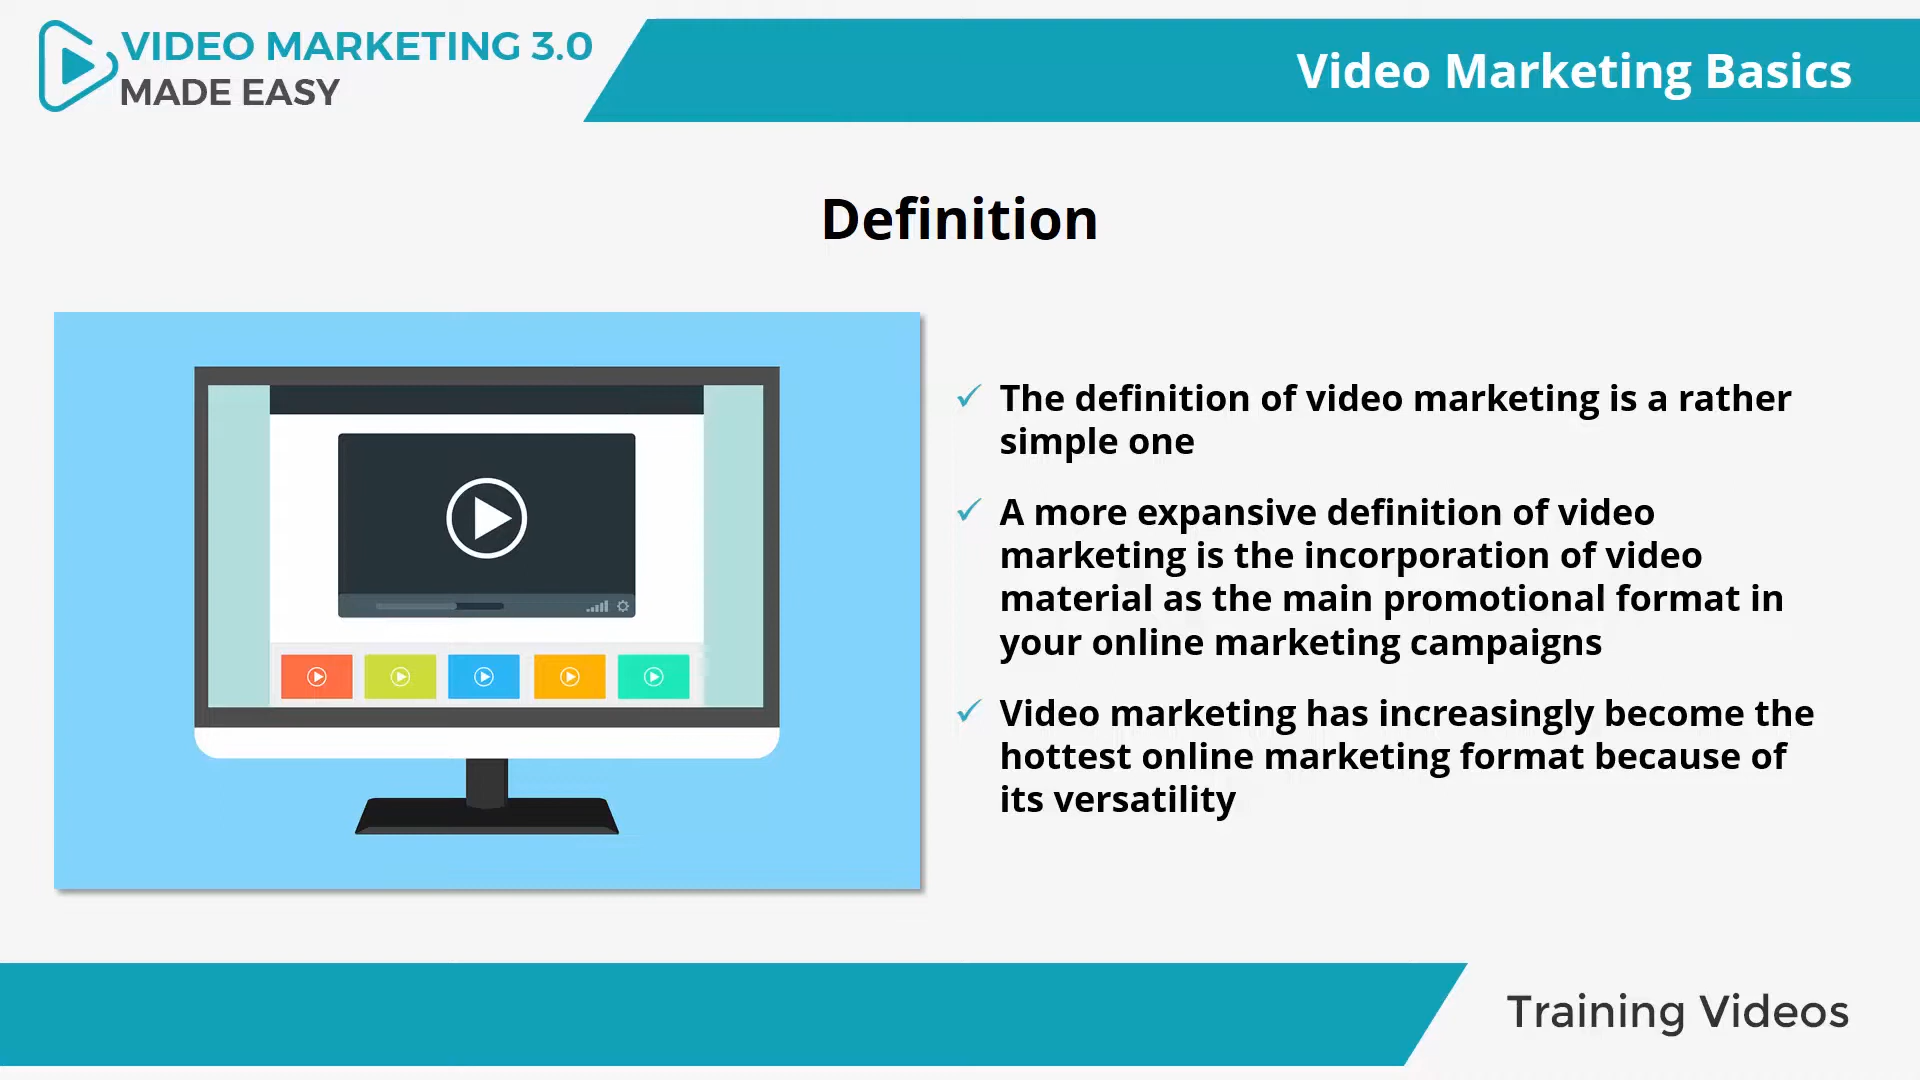 VIDEO MARKETING 3.0
MADE EASY
Video Marketing Basics
Definition
The definition of video marketing is a rather
simple one
A more expansive definition of video
marketing is the incorporation of video
material as the main promotional format in
your online marketing campaigns
Video marketing has increasingly become the
hottest online marketing format because of
its versatility
Training Videos